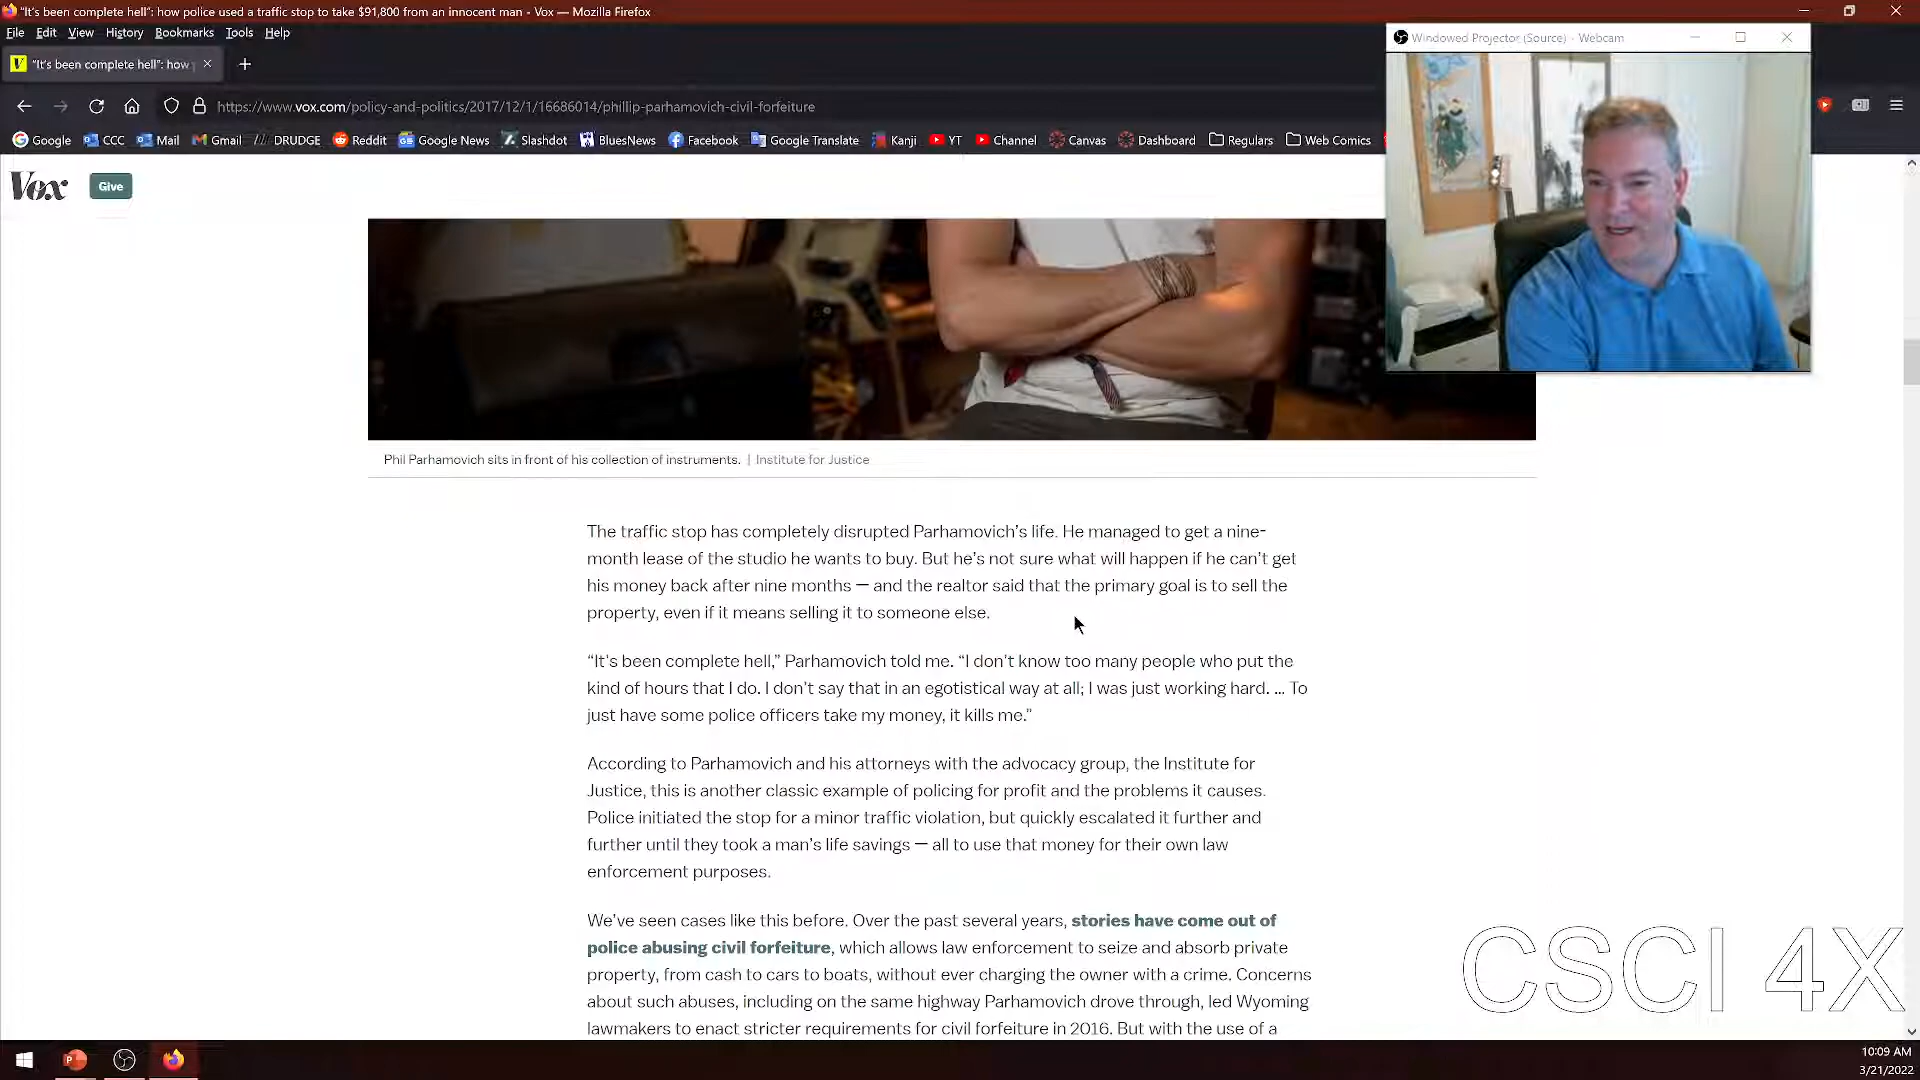 "It's been complete hell": how police used a traffic stop to take $91,800 from an innocent man - Vox — Mozilla Firefox
File Edit View History Bookmarks Tools Help
Windowed Projector (Source) - Webcam
"It's been complete hell": how
https://www.vox.com/policy-and-politics/2017/12/1/16686014/phillip-parhamovich-civil-forfeiture
Google CCC Mail Gmail DRUDGE Reddit Google News Slashdot BluesNews Facebook Google Translate Kanji YT Channel Canvas Dashboard Regulars Web Comics
Vox Give
Phil Parhamovich sits in front of his collection of instruments. | Institute for Justice
The traffic stop has completely disrupted Parhamovich's life. He managed to get a nine-
month lease of the studio he wants to buy. But he's not sure what will happen if he can't get
his money back after nine months — and the realtor said that the primary goal is to sell the
property, even if it means selling it to someone else.
"It's been complete hell," Parhamovich told me. "I don't know too many people who put the
kind of hours that I do. I don't say that in an egotistical way at all; I was just working hard. ... To
just have some police officers take my money, it kills me."
According to Parhamovich and his attorneys with the advocacy group, the Institute for
Justice, this is another classic example of policing for profit and the problems it causes.
Police initiated the stop for a minor traffic violation, but quickly escalated it further and
further until they took a man's life savings — all to use that money for their own law
enforcement purposes.
We've seen cases like this before. Over the past several years, stories have come out of
police abusing civil forfeiture, which allows law enforcement to seize and absorb private
property, from cash to cars to boats, without ever charging the owner with a crime. Concerns
about such abuses, including on the same highway Parhamovich drove through, led Wyoming
lawmakers to enact stricter requirements for civil forfeiture in 2016. But with the use of a
CSCI 4X
10:09 AM
3/21/2022